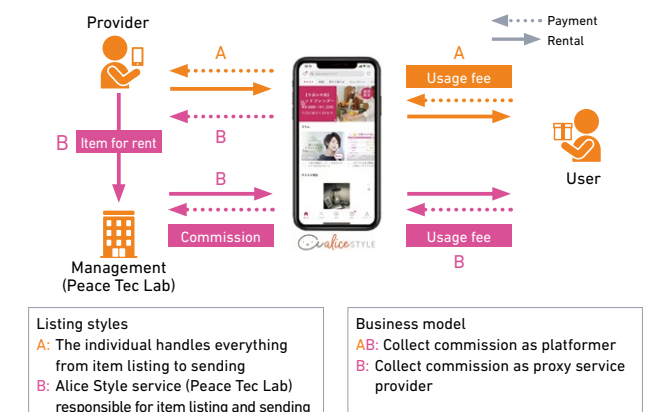 Provider
Payment
Rental
A
A
Usage fee
B
B Item for rent
User
B
Commission
Usage fee
B
alice STYLE
Management
(Peace Tec Lab)
Listing styles
A: The individual handles everything
from item listing to sending
B: Alice Style service (Peace Tec Lab)
responsible for item listing and sending
Business model
AB: Collect commission as platformer
B: Collect commission as proxy service
provider